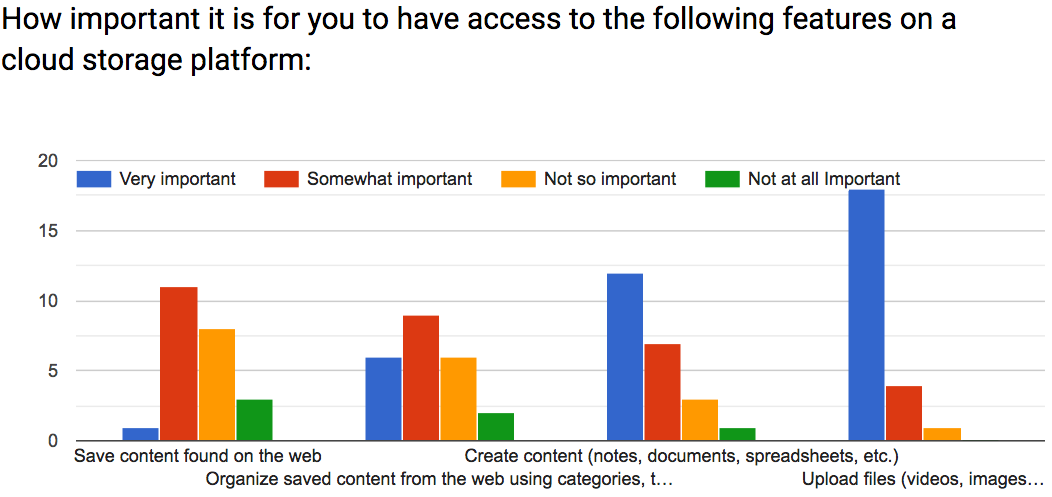 How important it is for you to have access to the following features on a
cloud storage platform:
20
Very important
Somewhat important
Not so important
Not at all Important
15
10
5
0
Save content found on the web
Create content (notes, documents, spreadsheets, etc.)
Organize saved content from the web using categories, t...
Upload files (videos, images...